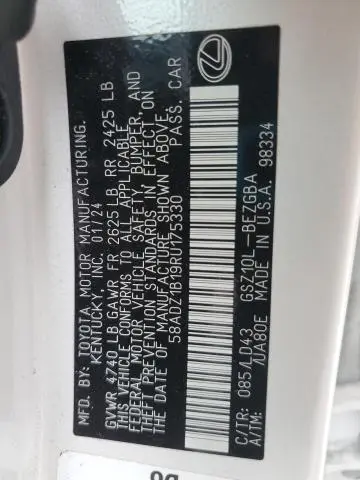 MFD. BY: TOYOTA MOTOR MANUFACTURING.
KENTUCKY, INC. 01/24
GVWR 4740 LB GAWR FR 2625 LB RR 2425 LB
THIS VEHICLE CONFORMS TO ALL APPLICABLE
FEDERAL MOTOR VEHICLE SAFETY, BUMPER, AND
THEFT PREVENTION STANDARDS IN EFFECT ON
THE DATE OF MANUFACTURE SHOWN ABOVE.
58ADZ1B19RU175330 PASS. CAR
C/TR: 085/LD43 GSZ10L-BEZGBA
A/TM: /UA80E MADE IN U.S.A. 98334